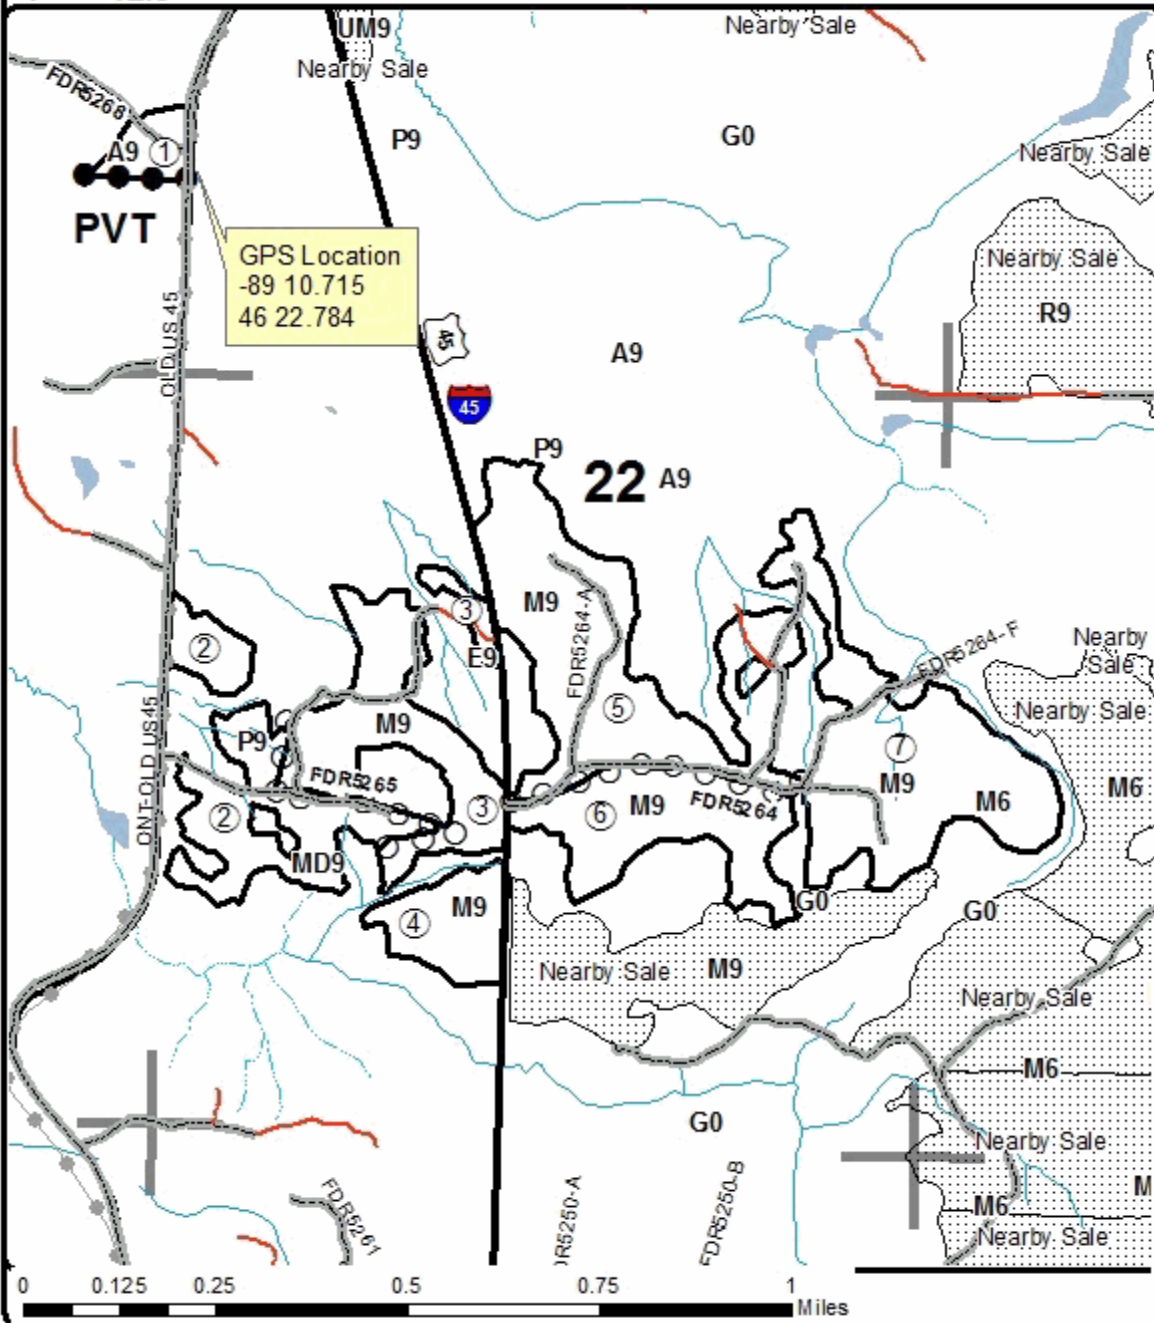 UM9
Nearby Sale
Nearby Sale
FDR5268
P9
G0
A9
1
Nearby Sale
PVT
GPS Location
-89 10.715
46 22.784
Nearby Sale
OLD US 45
45
R9
A9
45
P9
22
A9
M9
3
E9
2
FDR5264-A
FDR5264-F
Nearby
Sale
5
Nearby Sale
P9
M9
ONT-OLD US45
7
M9
FDR5265
3
6
M9
FDR5264
M6
M6
2
MD9
M9
4
G0
G0
Nearby Sale
M9
Nearby Sale
M6
G0
Nearby Sale
FDR5261
DR5250-A
FDR5250-B
M6
M
Nearby Sale
0
0.125
0.25
0.5
0.75
1
Miles